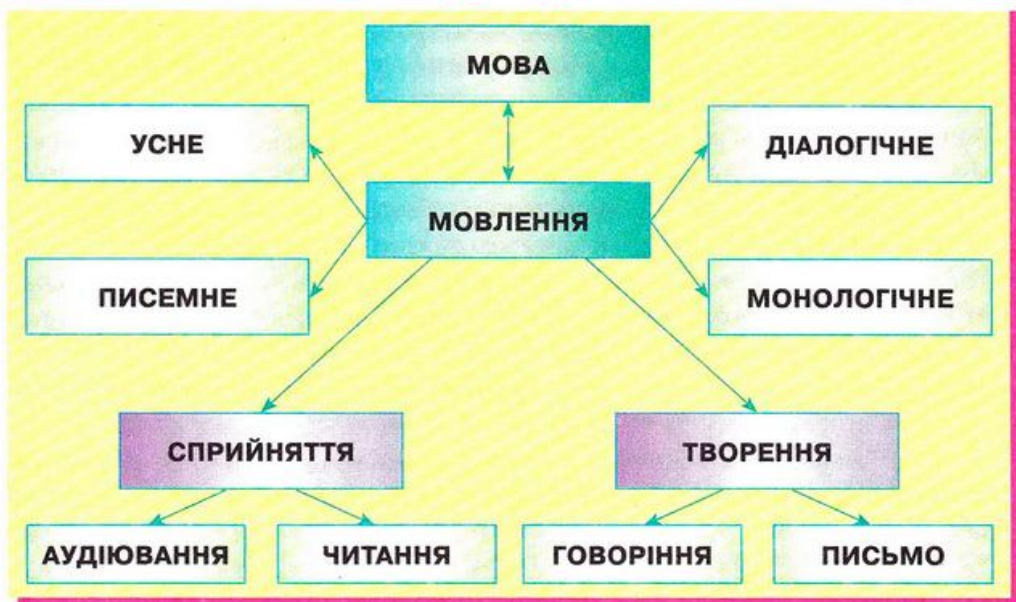 МОВА
УСНЕ
ДІАЛОГІЧНЕ
МОВЛЕННЯ
ПИСЕМНЕ
МОНОЛОГІЧНЕ
СПРИЙНЯТТЯ
ТВОРЕННЯ
АУДІЮВАННЯ
ЧИТАННЯ
ГОВОРІННЯ
ПИСЬМО